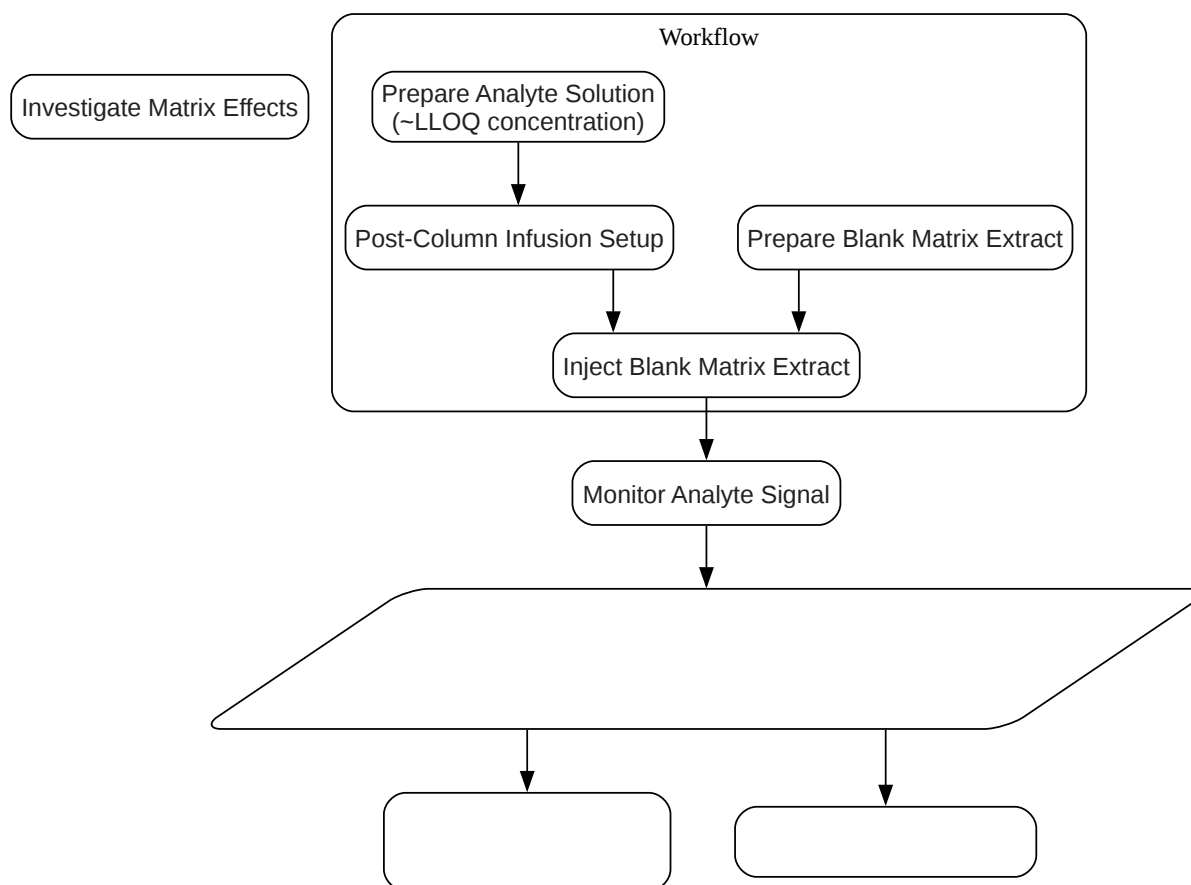 Workflow
Investigate Matrix Effects
Prepare Analyte Solution
(~LLOQ concentration)
Post-Column Infusion Setup
Prepare Blank Matrix Extract
Inject Blank Matrix Extract
Monitor Analyte Signal